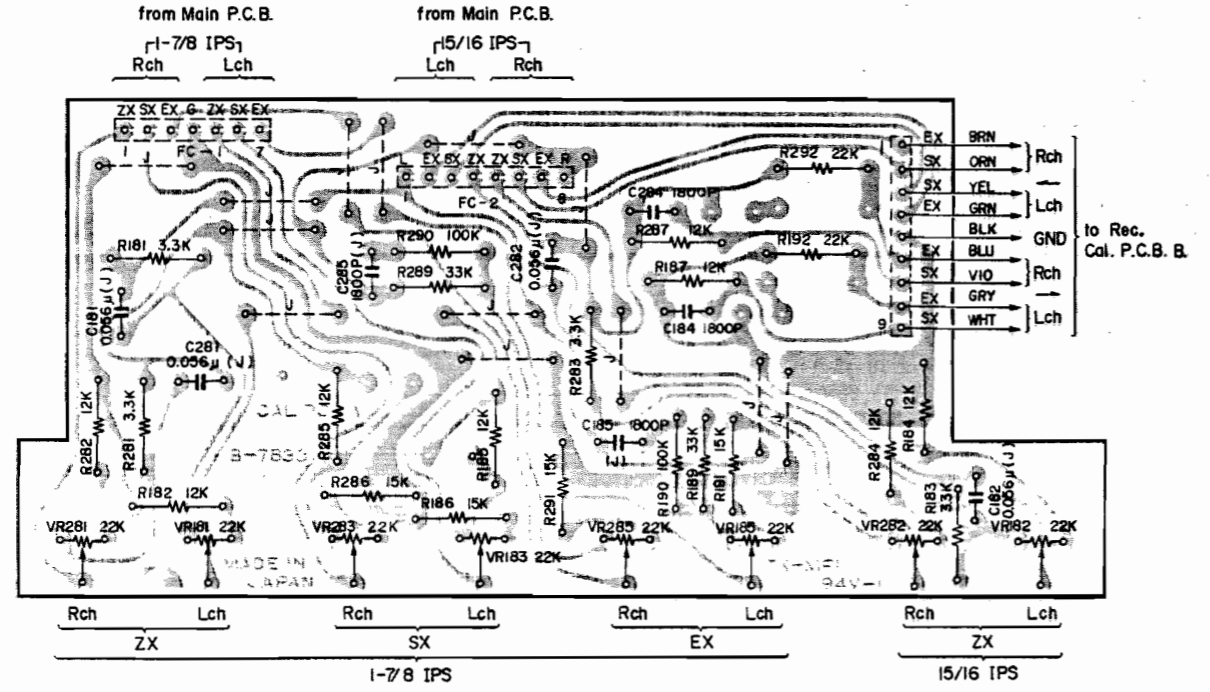 from Main P.C.B.
from Main P.C.B.
1-7/8 IPS
15/16 IPS
Rch Lch
Lch Rch
ZX SX EX G ZX SX EX
1 J FC-1 7
L EX SX ZX ZX SX EX R
1 FC-2 8
J
J
J
J
J
J
J
J
J
R292 22K
C284 1800P
R287 12K
R192 22K
R187 12K
C184 1800P
R181 3.3K
C181 0.056μ(J)
C281
0.056μ(J)
R290 100K
R289 33K
C285 1800P(J)
C282 0.056μ(J)
R283 3.3K
R282 12K
R281 3.3K
R285 12K
R185 12K
R291 15K
C185 1800P
(J)
R190 100K
R189 33K
R191 15K
R284 12K
R184 12K
R183 3.3K
C182 0.056μ(J)
R182 12K
R286 15K
R186 15K
VR281 22K
VR181 22K
VR283 22K
VR183 22K
VR285 22K
VR185 22K
VR282 22K
VR182 22K
B-7830
MADE IN
JAPAN
94V-
1
EX BRN
SX ORN
Rch
SX YEL
EX GRN
Lch
BLK GND
EX BLU
SX VIO
Rch
EX GRY
9 SX WHT
Lch
to Rec.
Cal. P.C.B. B.
Rch Lch
Rch Lch
Rch Lch
Rch Lch
ZX
SX
EX
ZX
1-7/8 IPS
15/16 IPS